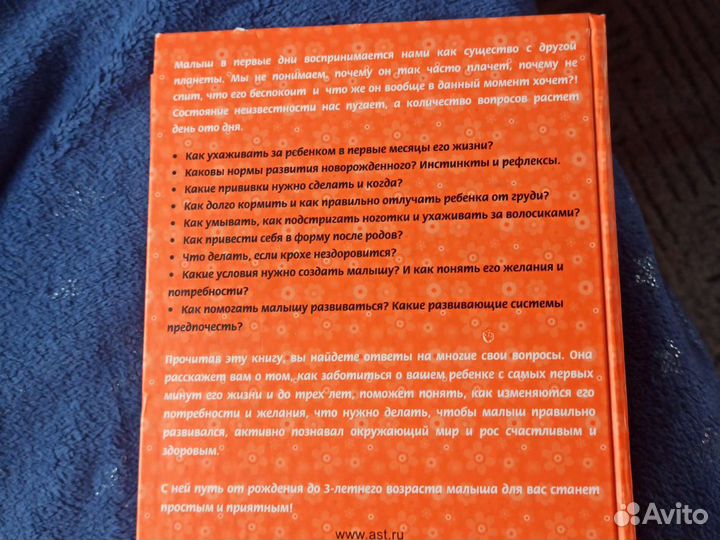 Малыш в первые дни воспринимается нами как существо с другой
планеты. Мы не понимаем, почему он так часто плачет, почему не
спит, что его беспокоит и что же он вообще в данный момент хочет?!
Состояние неизвестности нас пугает, а количество вопросов растет
день ото дня.
• Как ухаживать за ребенком в первые месяцы его жизни?
• Каковы нормы развития новорожденного? Инстинкты и рефлексы.
• Какие прививки нужно сделать и когда?
• Как долго кормить и как правильно отлучать ребенка от груди?
• Как умывать, как подстригать ноготки и ухаживать за волосиками?
• Как привести себя в форму после родов?
• Что делать, если крохе нездоровится?
• Какие условия нужно создать малышу? И как понять его желания и
потребности?
• Как помогать малышу развиваться? Какие развивающие системы
предпочесть?
Прочитав эту книгу, вы найдете ответы на многие свои вопросы. Она
расскажет вам о том, как заботиться о вашем ребенке с самых первых
минут его жизни и до трех лет, поможет понять, как изменяются его
потребности и желания, что нужно делать, чтобы малыш правильно
развивался, активно познавал окружающий мир и рос счастливым и
здоровым.
С ней путь от рождения до 3-летнего возраста малыша для вас станет
простым и приятным!
www.ast.ru
Avito